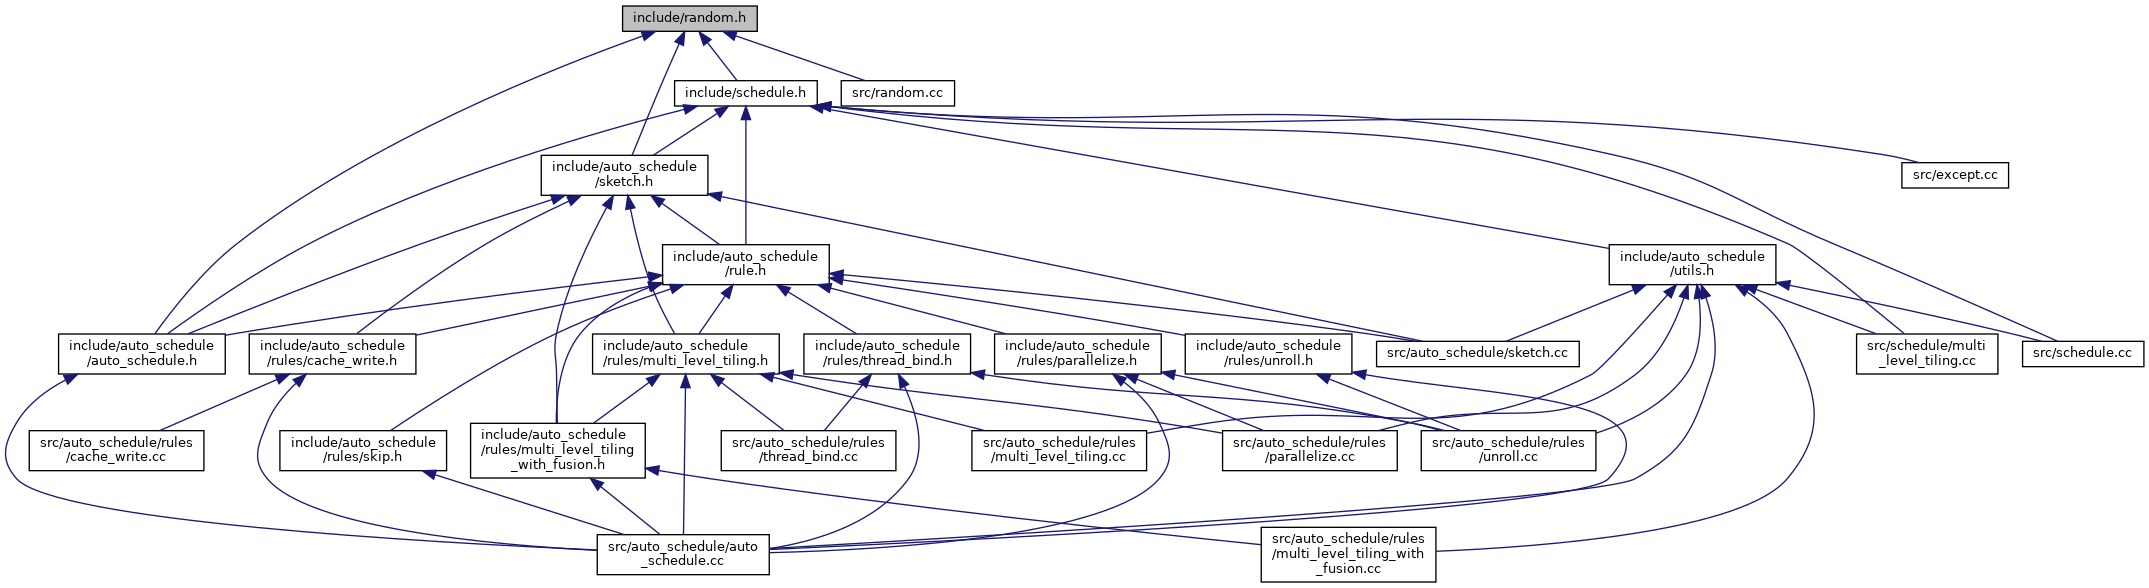 include/random.h
include/schedule.h
src/random.cc
include/auto_schedule
/sketch.h
src/except.cc
include/auto_schedule
/rule.h
include/auto_schedule
/utils.h
include/auto_schedule
/auto_schedule.h
include/auto_schedule
/rules/cache_write.h
include/auto_schedule
/rules/multi_level_tiling.h
include/auto_schedule
/rules/thread_bind.h
include/auto_schedule
/rules/parallelize.h
include/auto_schedule
/rules/unroll.h
src/auto_schedule/sketch.cc
src/schedule/multi
_level_tiling.cc
src/schedule.cc
src/auto_schedule/rules
/cache_write.cc
include/auto_schedule
/rules/skip.h
include/auto_schedule
/rules/multi_level_tiling
_with_fusion.h
src/auto_schedule/rules
/thread_bind.cc
src/auto_schedule/rules
/multi_level_tiling.cc
src/auto_schedule/rules
/parallelize.cc
src/auto_schedule/rules
/unroll.cc
src/auto_schedule/auto
_schedule.cc
src/auto_schedule/rules
/multi_level_tiling_with
_fusion.cc